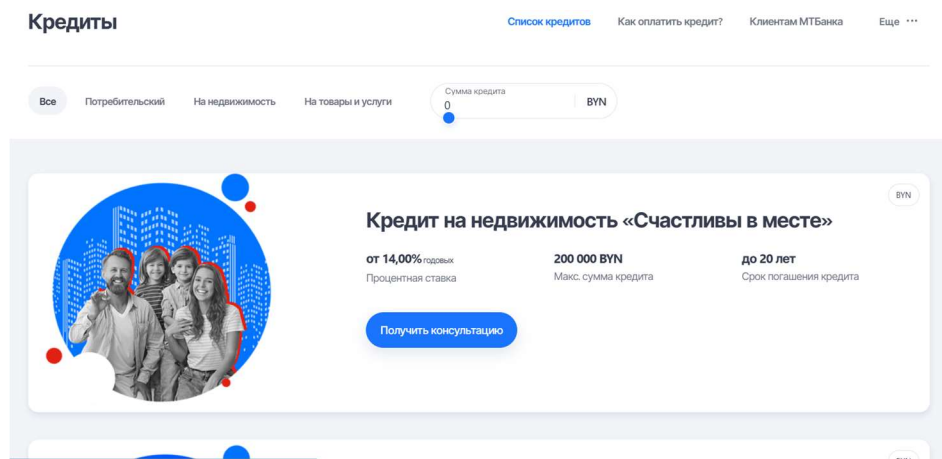 Кредиты
Список кредитов Как оплатить кредит? Клиентам МТБанка Еще ···
Все Потребительский На недвижимость На товары и услуги
Сумма кредита
0 BYN
BYN
Кредит на недвижимость «Счастливы в месте»
от 14,00% годовых 200 000 BYN до 20 лет
Процентная ставка Макс. сумма кредита Срок погашения кредита
Получить консультацию